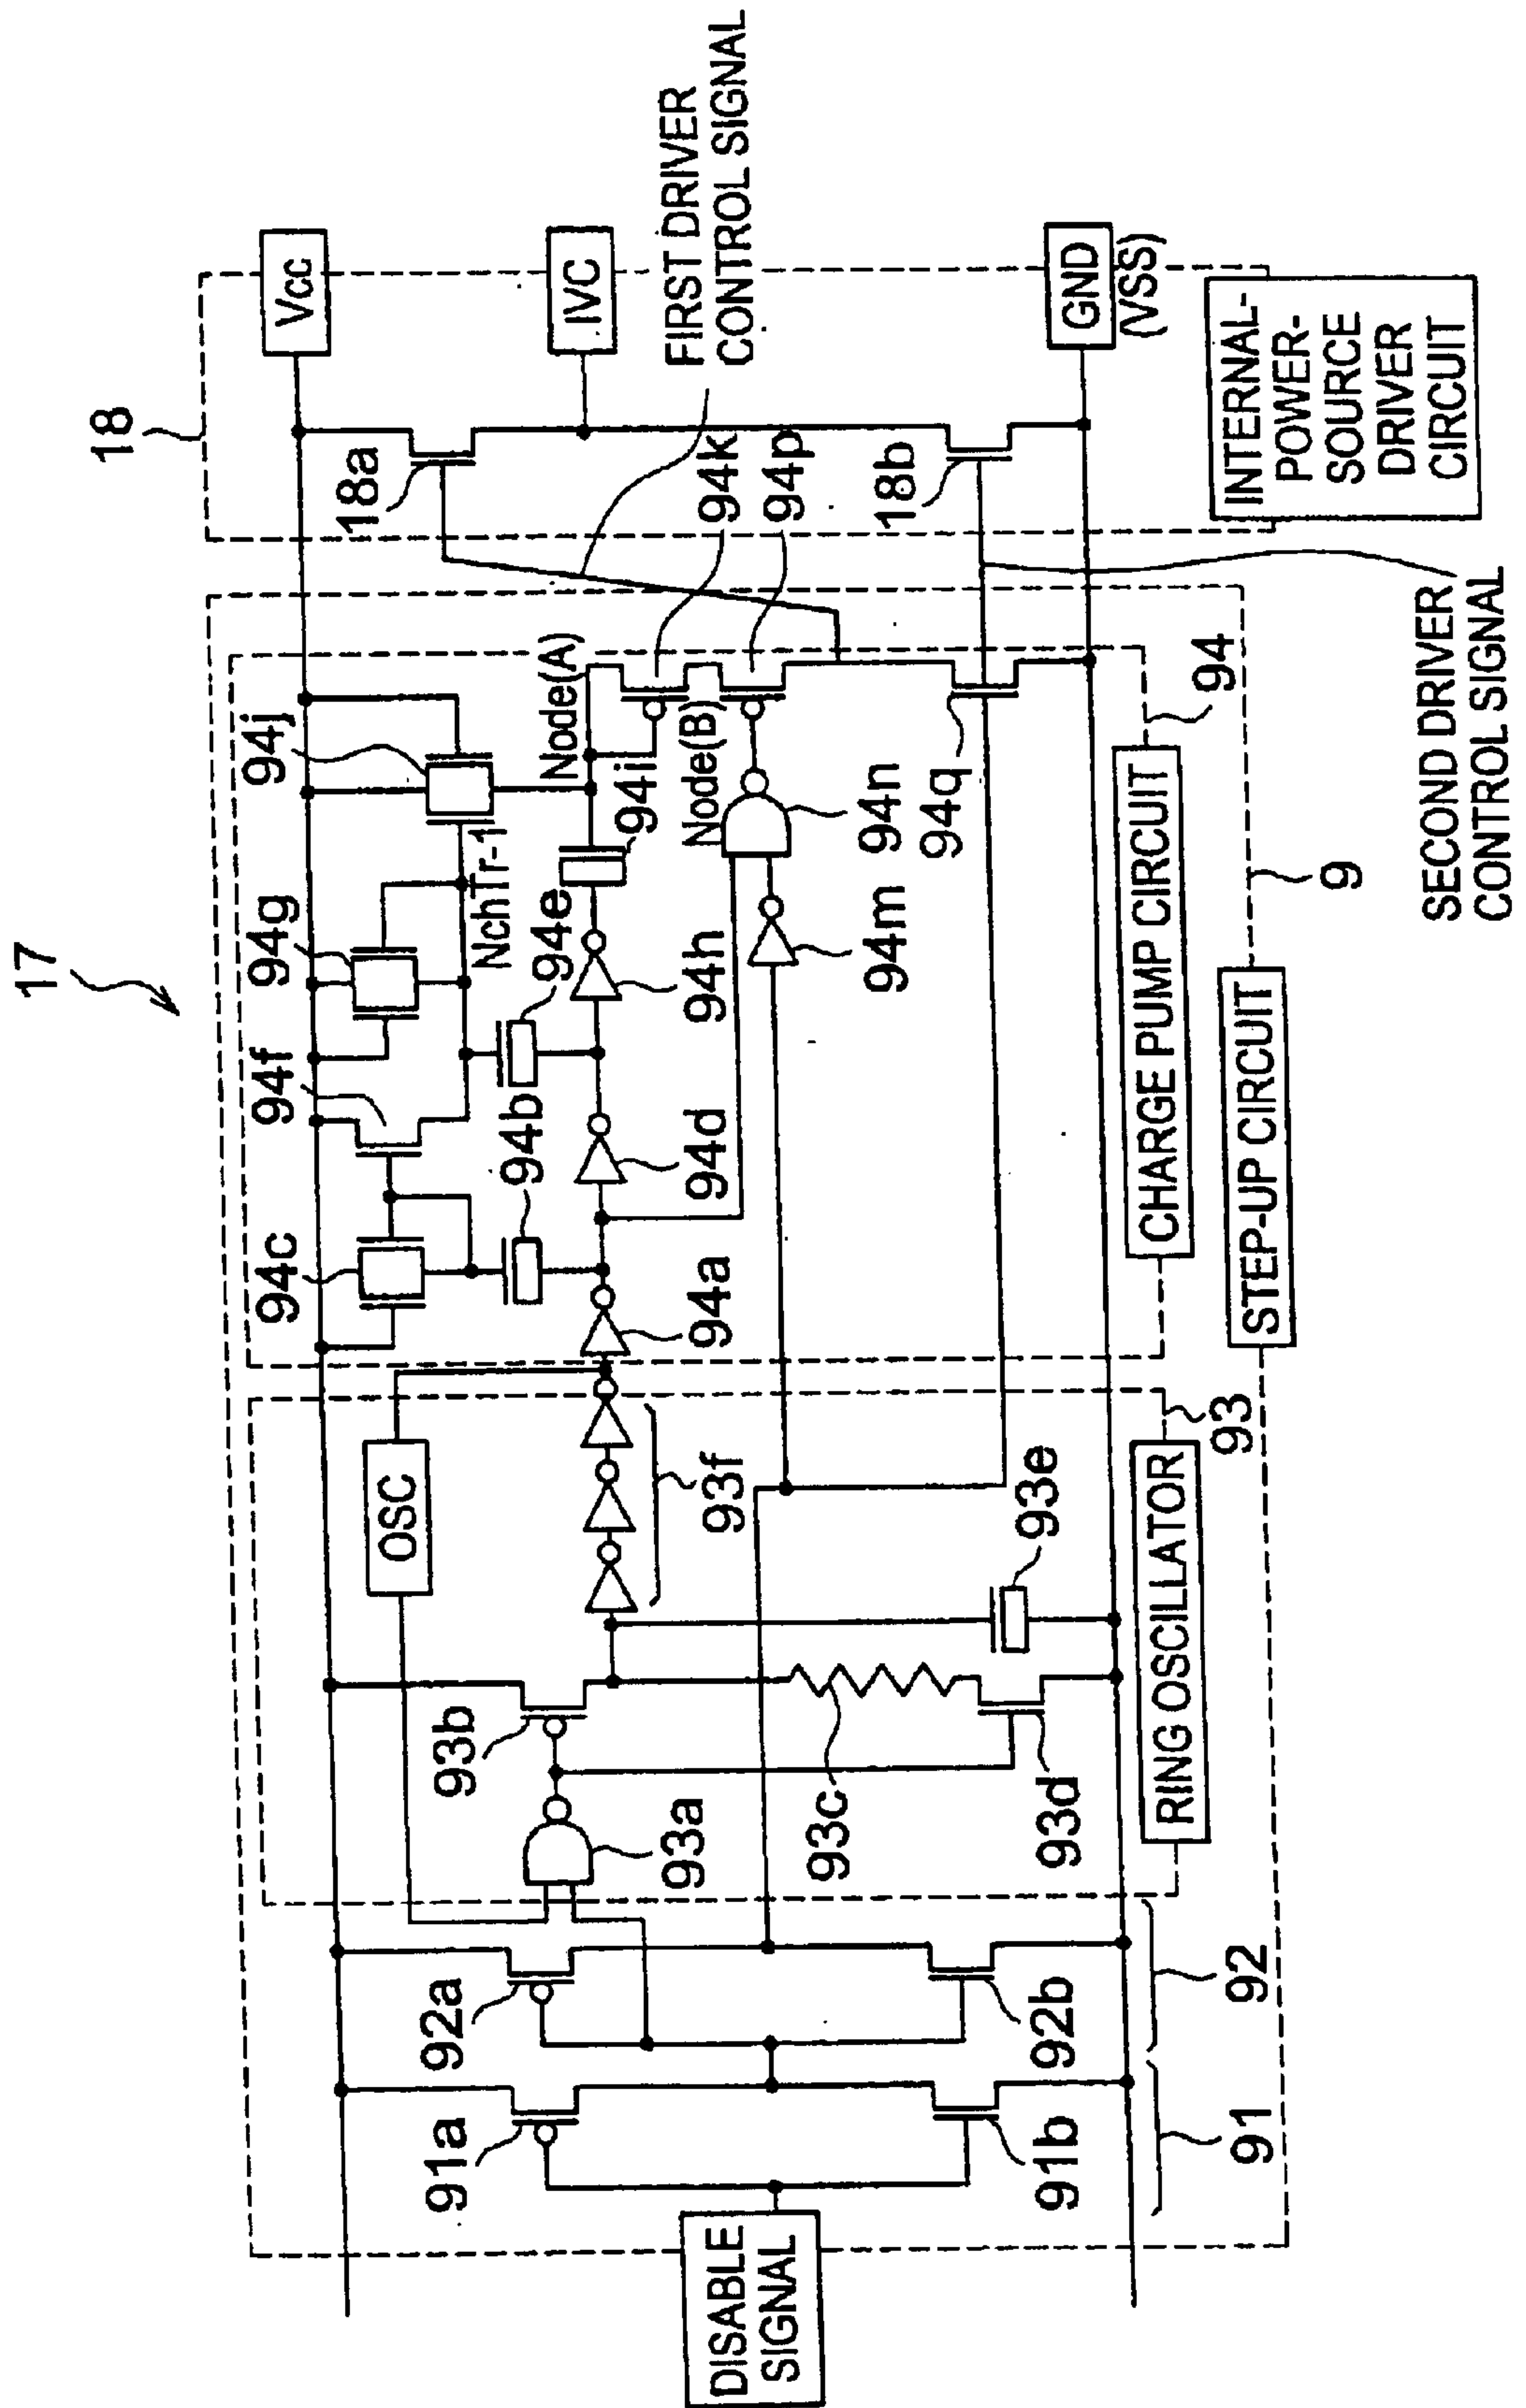 17
18
Vcc
IVC
GND
(VSS)
INTERNAL-
POWER-
SOURCE
DRIVER
CIRCUIT
FIRST DRIVER
CONTROL SIGNAL
SECOND DRIVER
CONTROL SIGNAL
18a
18b
94k
94p
94j
94g
94f
94c
NchTr-1
Node(A)
Node(B)
94i
94e
94b
94h
94d
94a
94n
94m
94q
94
CHARGE PUMP CIRCUIT
9
STEP-UP CIRCUIT
OSC
93f
93e
93
RING OSCILLATOR
93b
93a
93c
93d
92a
92b
92
91a
91b
91
DISABLE
SIGNAL